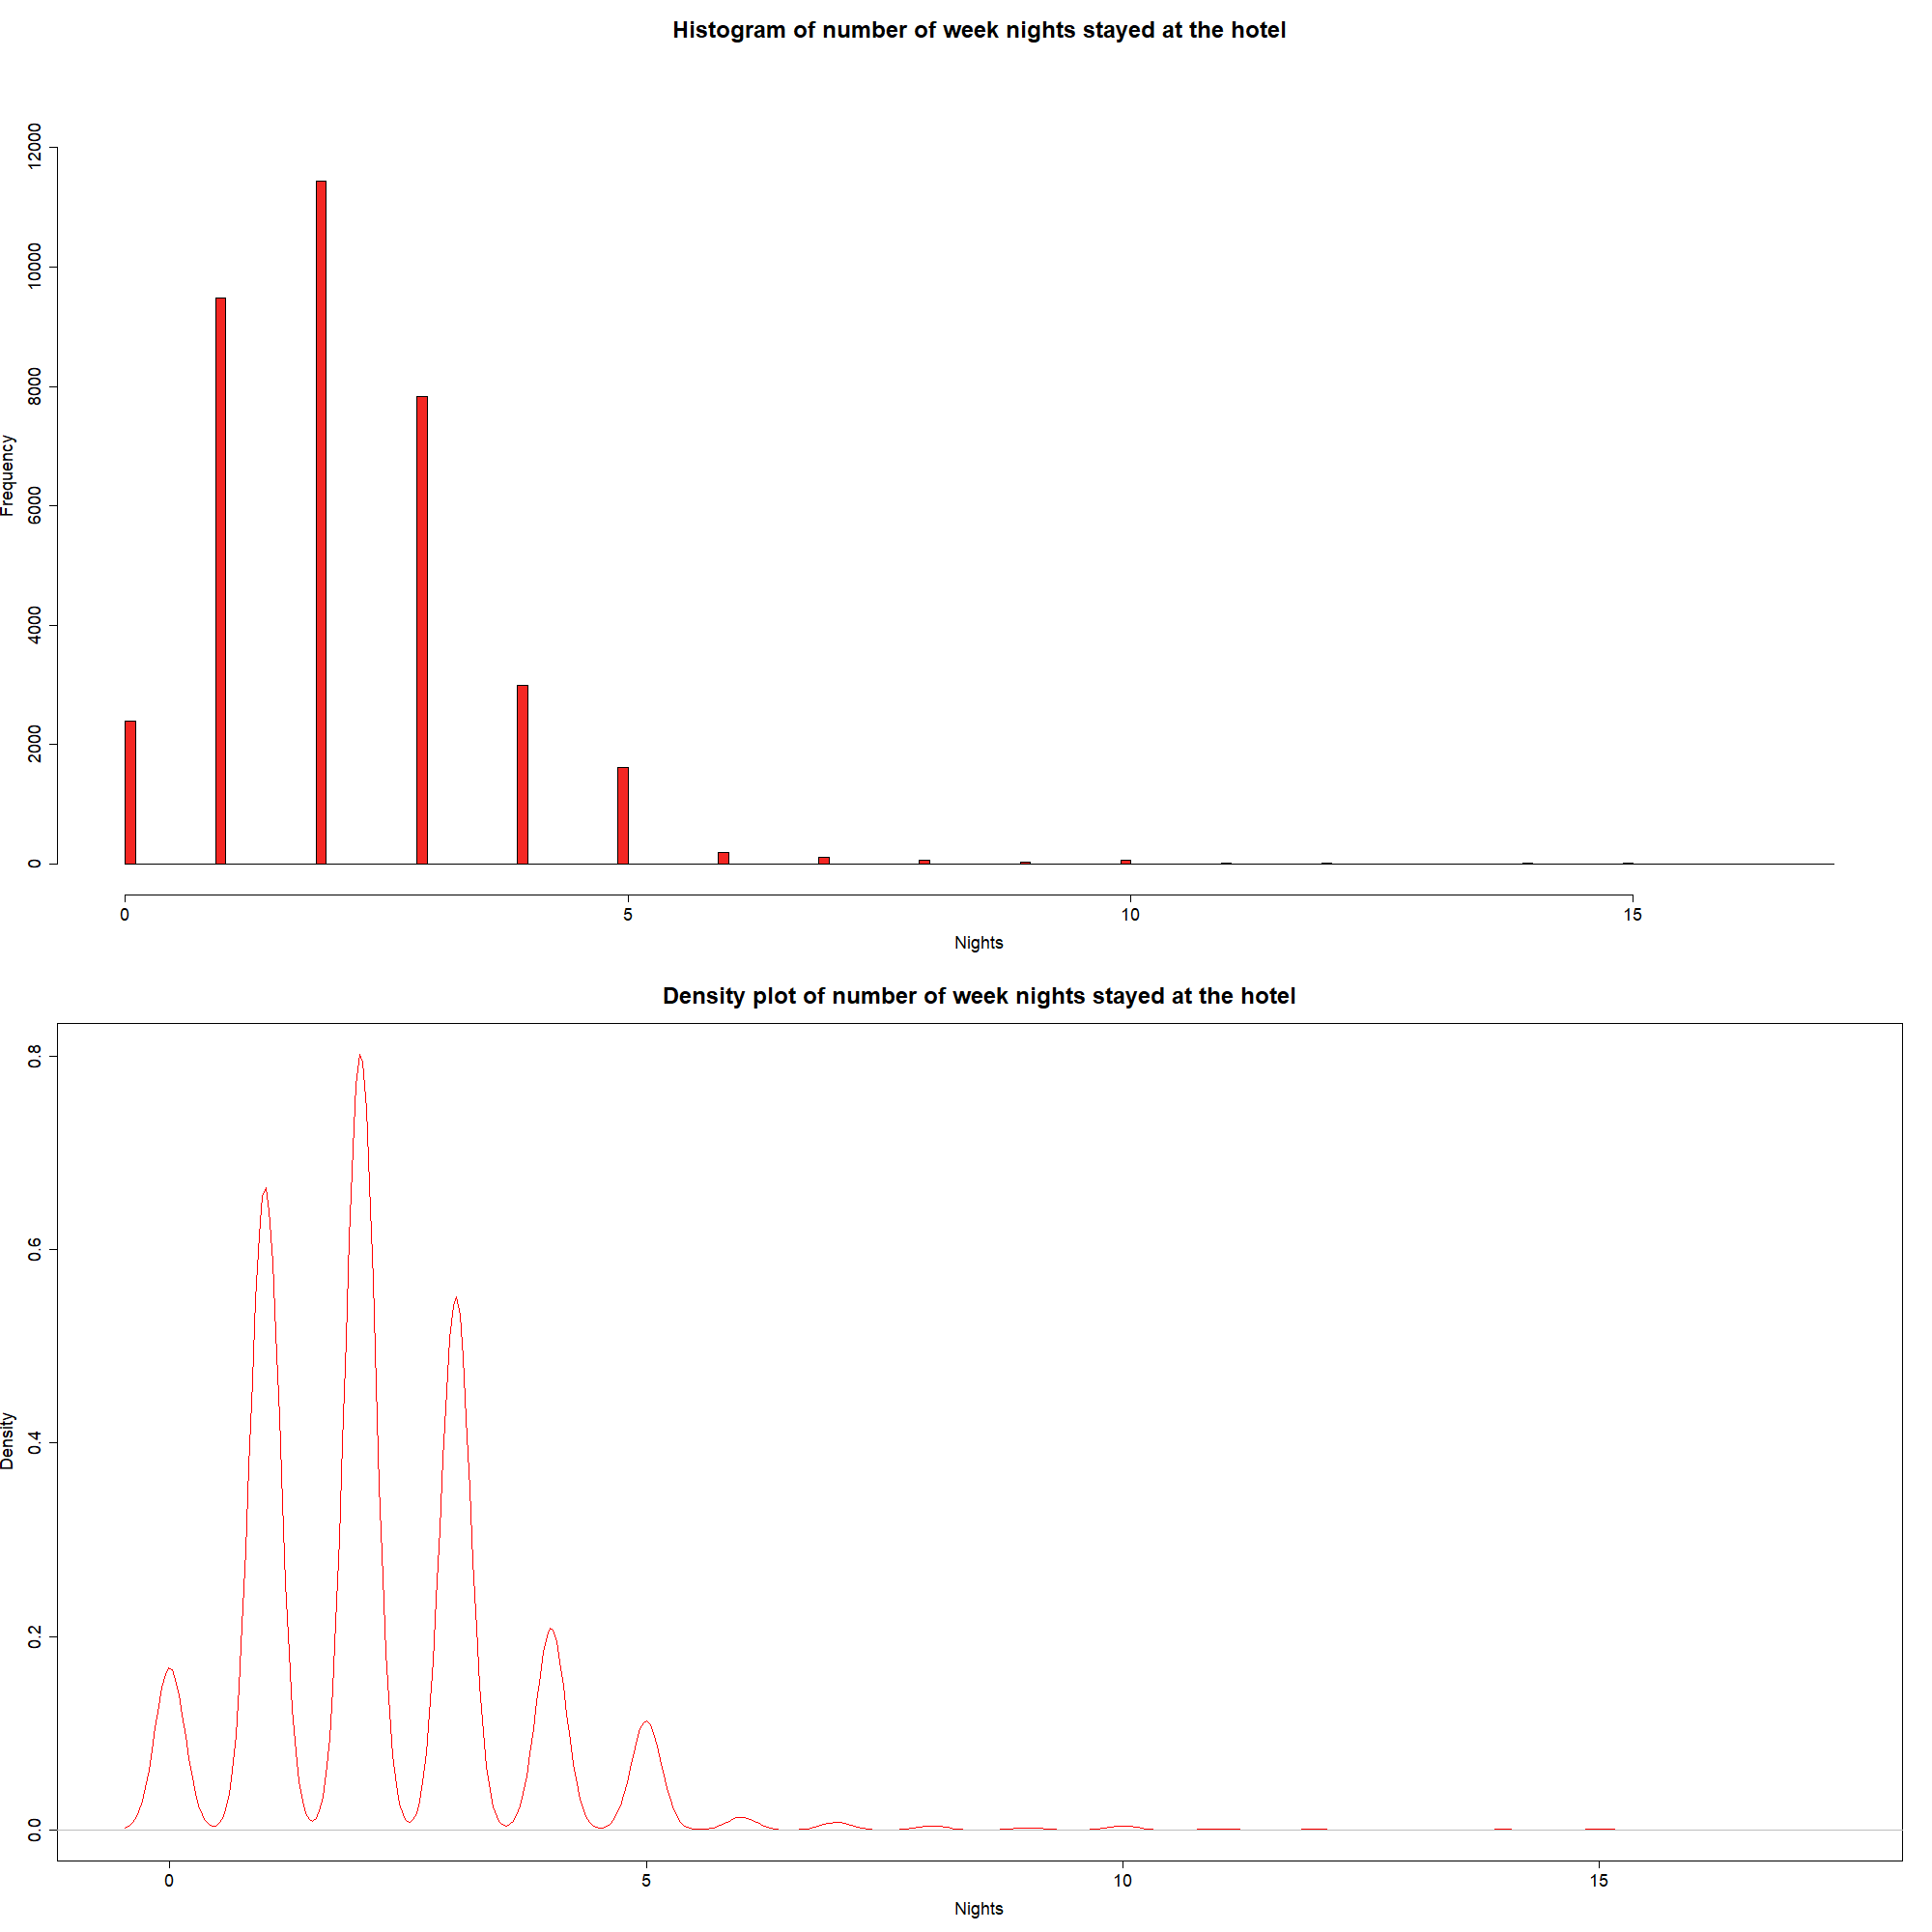 Histogram of number of week nights stayed at the hotel
12000
10000
8000
6000
4000
2000
0
Frequency
0 5 10 15
Nights
Density plot of number of week nights stayed at the hotel
0.8
0.6
0.4
0.2
0.0
Density
0 5 10 15
Nights